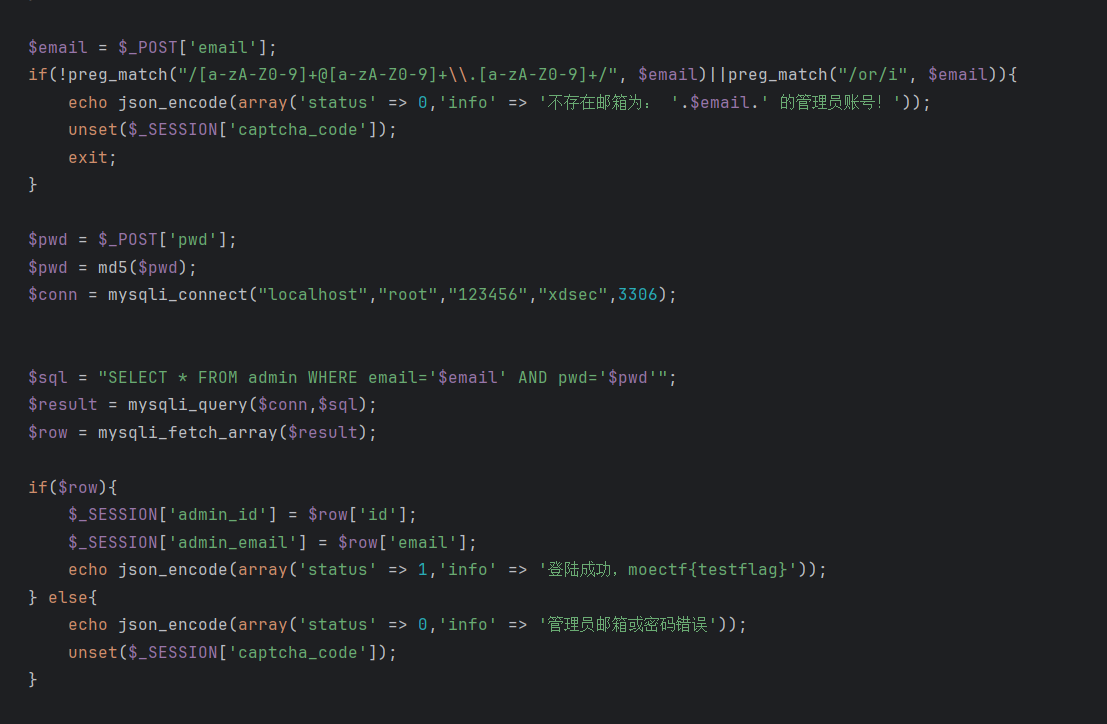 $email = $_POST['email'];
if(!preg_match("/[a-zA-Z0-9]+@[a-zA-Z0-9]+\\.[a-zA-Z0-9]+/", $email)||preg_match("/or/i", $email)){
    echo json_encode(array('status' => 0,'info' => '不存在邮箱为： '.$email.' 的管理员账号！'));
    unset($_SESSION['captcha_code']);
    exit;
}
$pwd = $_POST['pwd'];
$pwd = md5($pwd);
$conn = mysqli_connect("localhost","root","123456","xdsec",3306);
$sql = "SELECT * FROM admin WHERE email='$email' AND pwd='$pwd'";
$result = mysqli_query($conn,$sql);
$row = mysqli_fetch_array($result);
if($row){
    $_SESSION['admin_id'] = $row['id'];
    $_SESSION['admin_email'] = $row['email'];
    echo json_encode(array('status' => 1,'info' => '登陆成功，moectf{testflag}'));
} else{
    echo json_encode(array('status' => 0,'info' => '管理员邮箱或密码错误'));
    unset($_SESSION['captcha_code']);
}